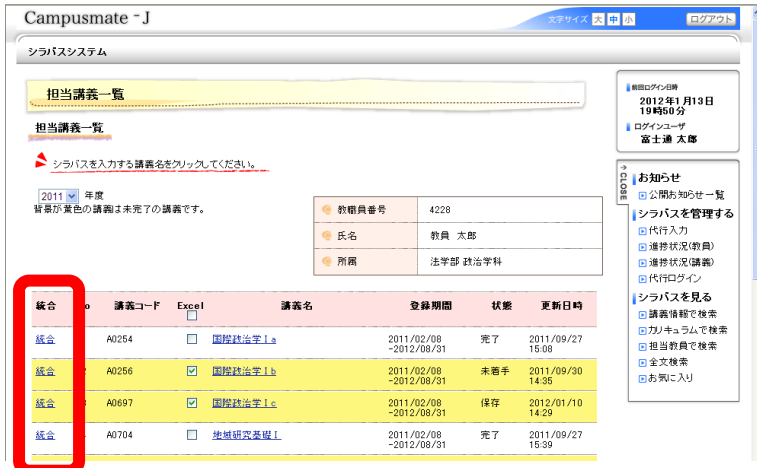 Campusmate-J
文字サイズ 大 中 小
ログアウト
シラバスシステム
担当講義一覧
担当講義一覧
シラバスを入力する講義名をクリックしてください。
2011 年度
背景が黄色の講義は未完了の講義です。
教職員番号 4228
氏名 教員 太郎
所属 法学部 政治学科
統合 o 講義コード Excel 講義名 登録期間 状態 更新日時
統合 A0254 国際政治学Ⅰa 2011/02/08 -2012/08/31 完了 2011/09/27 15:08
統合 2 A0256 国際政治学Ⅰb 2011/02/08 -2012/08/31 未着手 2011/09/30 14:35
統合 3 A0697 国際政治学Ⅰc 2011/02/08 -2012/08/31 保存 2012/01/10 14:29
統合 A0704 地域研究基礎Ⅰ 2011/02/08 -2012/08/31 完了 2011/09/27 15:39
前回ログイン日時
2012年1月13日
19時50分
ログインユーザ
富士通 太郎
CLOSE
お知らせ
公開お知らせ一覧
シラバスを管理する
代行入力
進捗状況(教員)
進捗状況(講義)
代行ログイン
シラバスを見る
講義情報で検索
カリキュラムで検索
担当教員で検索
全文検索
お気に入り